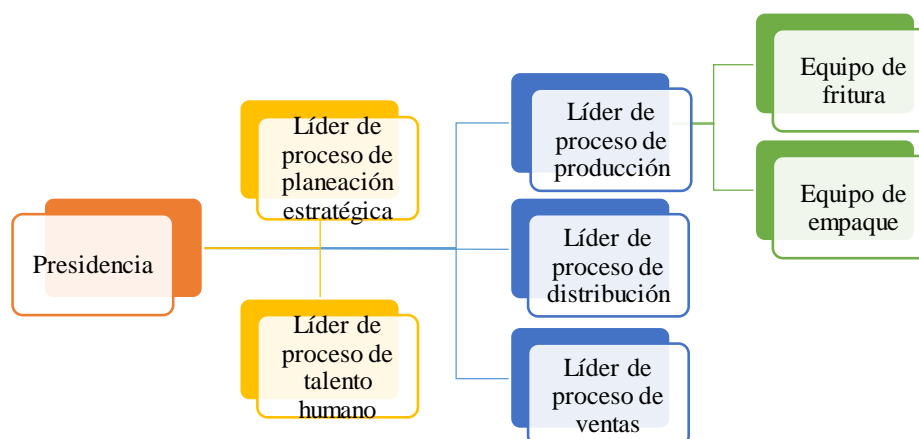 Presidencia
Líder de
proceso de
planeación
estratégica
Líder de
proceso de
talento
humano
Líder de
proceso de
producción
Líder de
proceso de
distribución
Líder de
proceso de
ventas
Equipo de
fritura
Equipo de
empaque